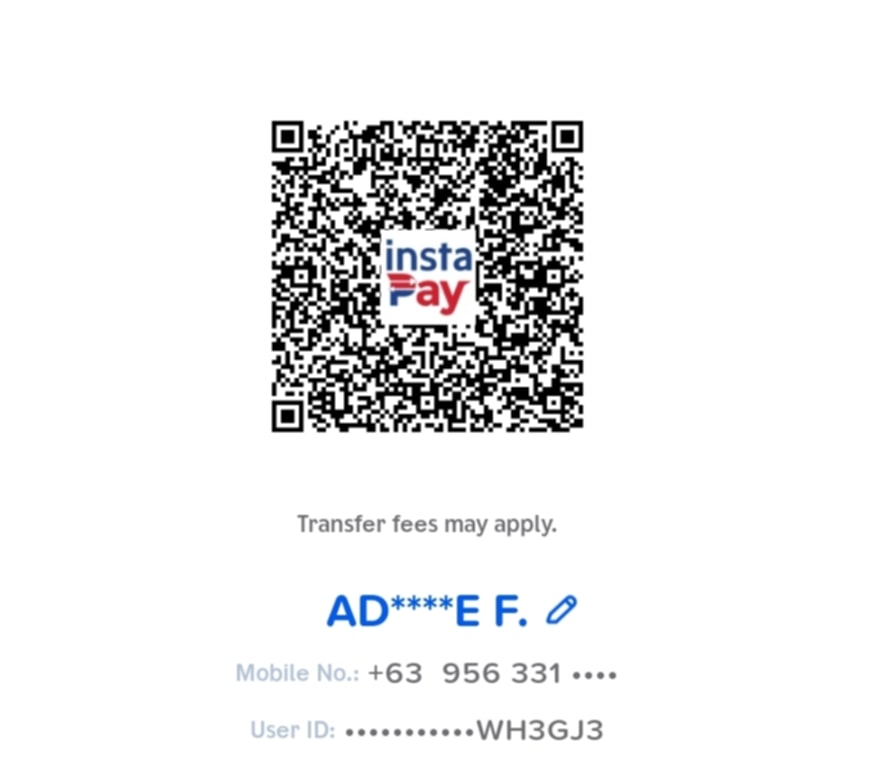 insta
Pay
Transfer fees may apply.
AD****E F.
Mobile No.: +63 956 331 ••••
User ID: •••••••••••WH3GJ3